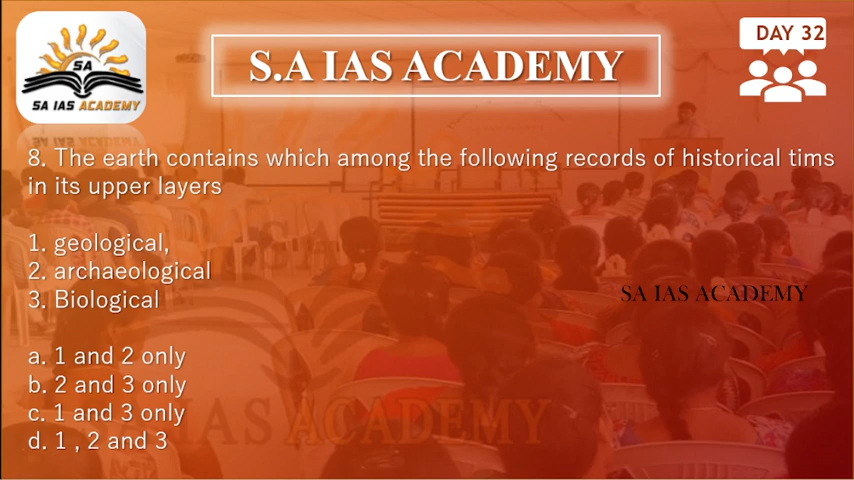 SA
SA IAS ACADEMY
S.A IAS ACADEMY
DAY 32
8. The earth contains which among the following records of historical tims
in its upper layers
1. geological,
2. archaeological
3. Biological
SA IAS ACADEMY
a. 1 and 2 only
b. 2 and 3 only
c. 1 and 3 only
d. 1 , 2 and 3
SA
IAS ACADEMY